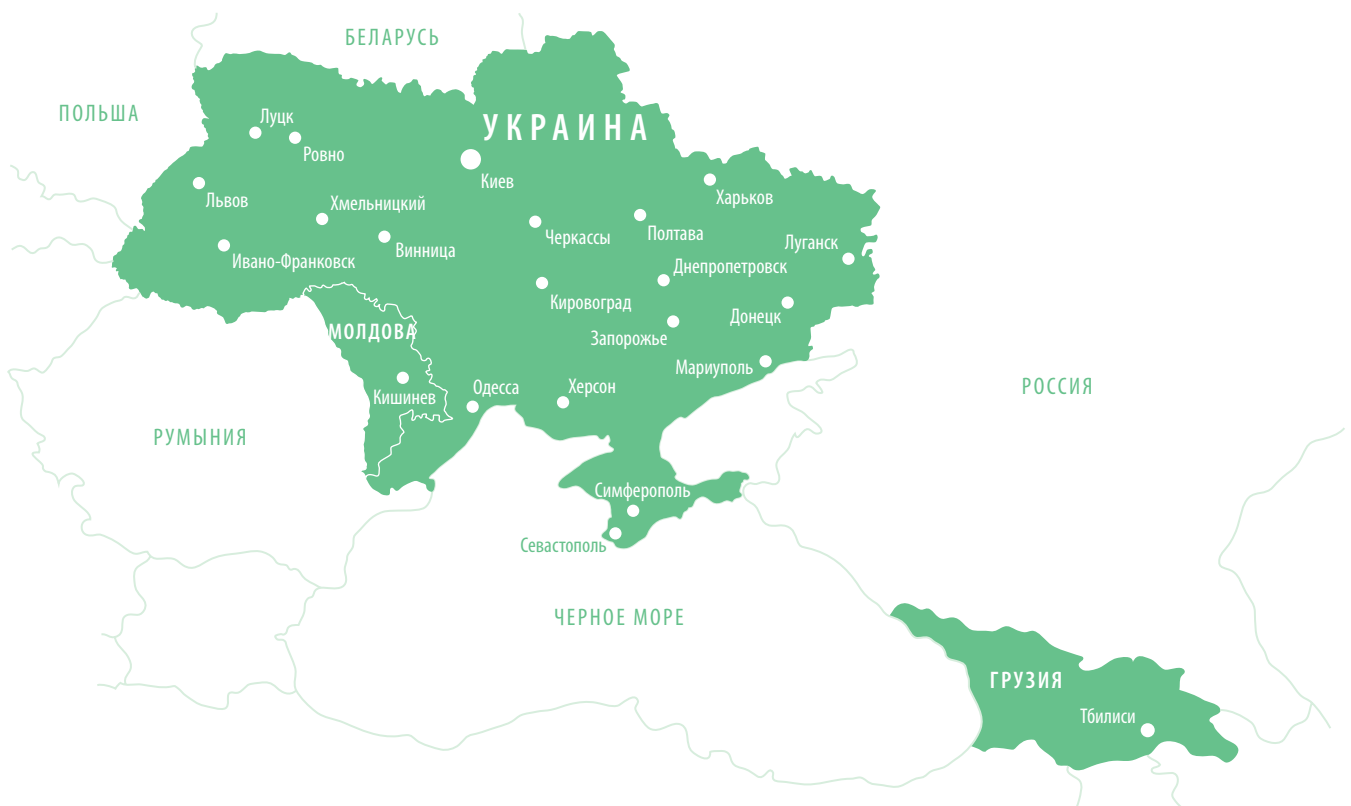 БЕЛАРУСЬ
ПОЛЬША
Луцк
УКРАИНА
Ровно
Киев
Львов
Хмельницкий
Харьков
Ивано-Франковск
Винница
Черкассы
Полтава
Луганск
Днепропетровск
Кировоград
Донецк
МОЛДОВА
Запорожье
Мариуполь
Кишинев
Одесса
Херсон
РОССИЯ
РУМЫНИЯ
Симферополь
Севастополь
ЧЕРНОЕ МОРЕ
ГРУЗИЯ
Тбилиси